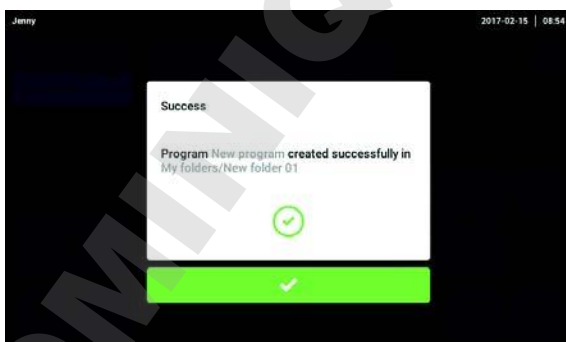 Jenny
2017-02-15 | 08:54
Success
Program New program created successfully in
My folders/New folder 01